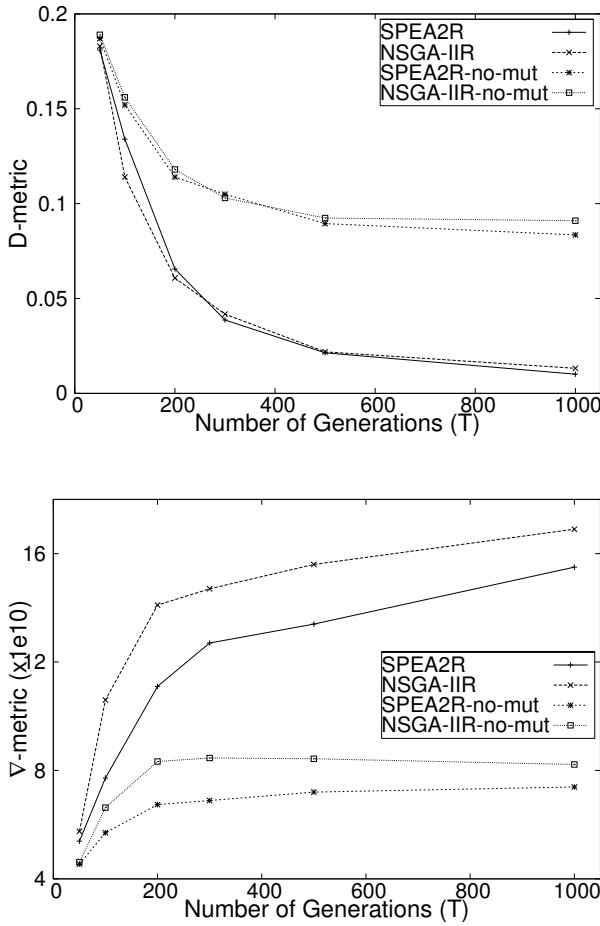 0.2
0.15
0.1
0.05
0
D-metric
0 200 400 600 800 1000
Number of Generations (T)
SPEA2R
NSGA-IIR
SPEA2R-no-mut
NSGA-IIR-no-mut
16
12
8
4
∇-metric (x1e10)
0 200 400 600 800 1000
Number of Generations (T)
SPEA2R
NSGA-IIR
SPEA2R-no-mut
NSGA-IIR-no-mut